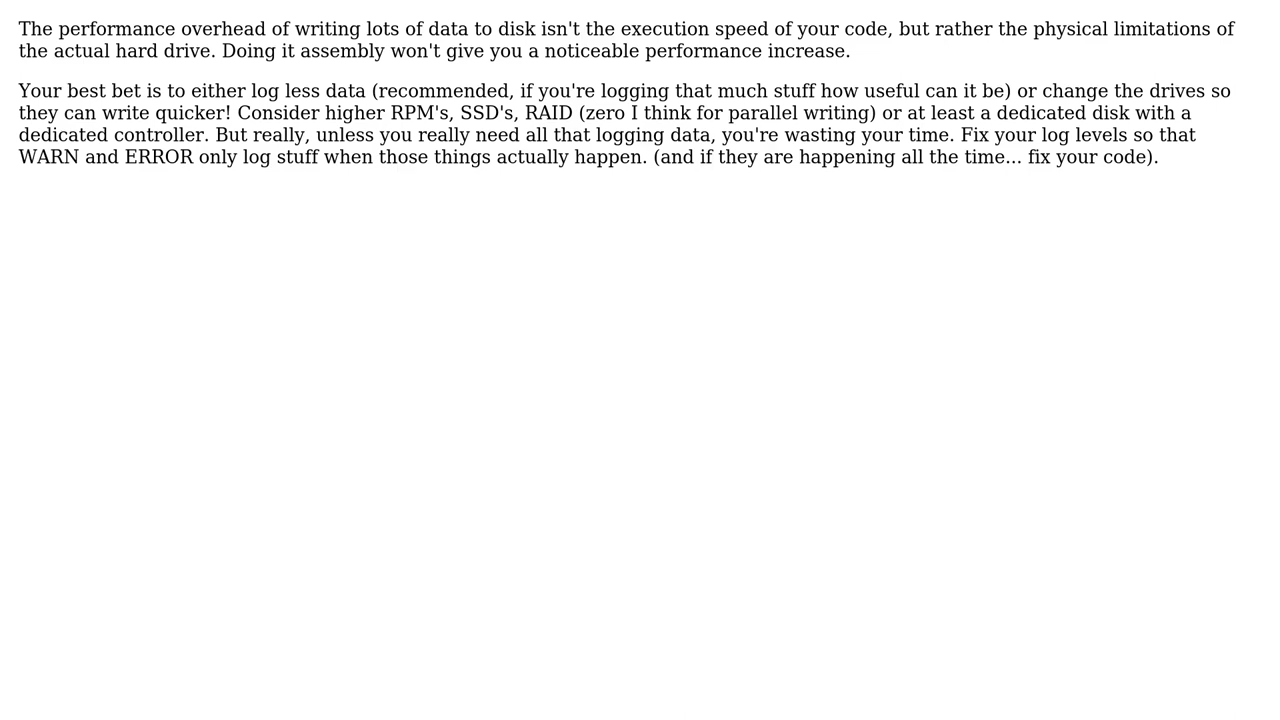 The performance overhead of writing lots of data to disk isn't the execution speed of your code, but rather the physical limitations of
the actual hard drive. Doing it assembly won't give you a noticeable performance increase.
Your best bet is to either log less data (recommended, if you're logging that much stuff how useful can it be) or change the drives so
they can write quicker! Consider higher RPM's, SSD's, RAID (zero I think for parallel writing) or at least a dedicated disk with a
dedicated controller. But really, unless you really need all that logging data, you're wasting your time. Fix your log levels so that
WARN and ERROR only log stuff when those things actually happen. (and if they are happening all the time... fix your code).